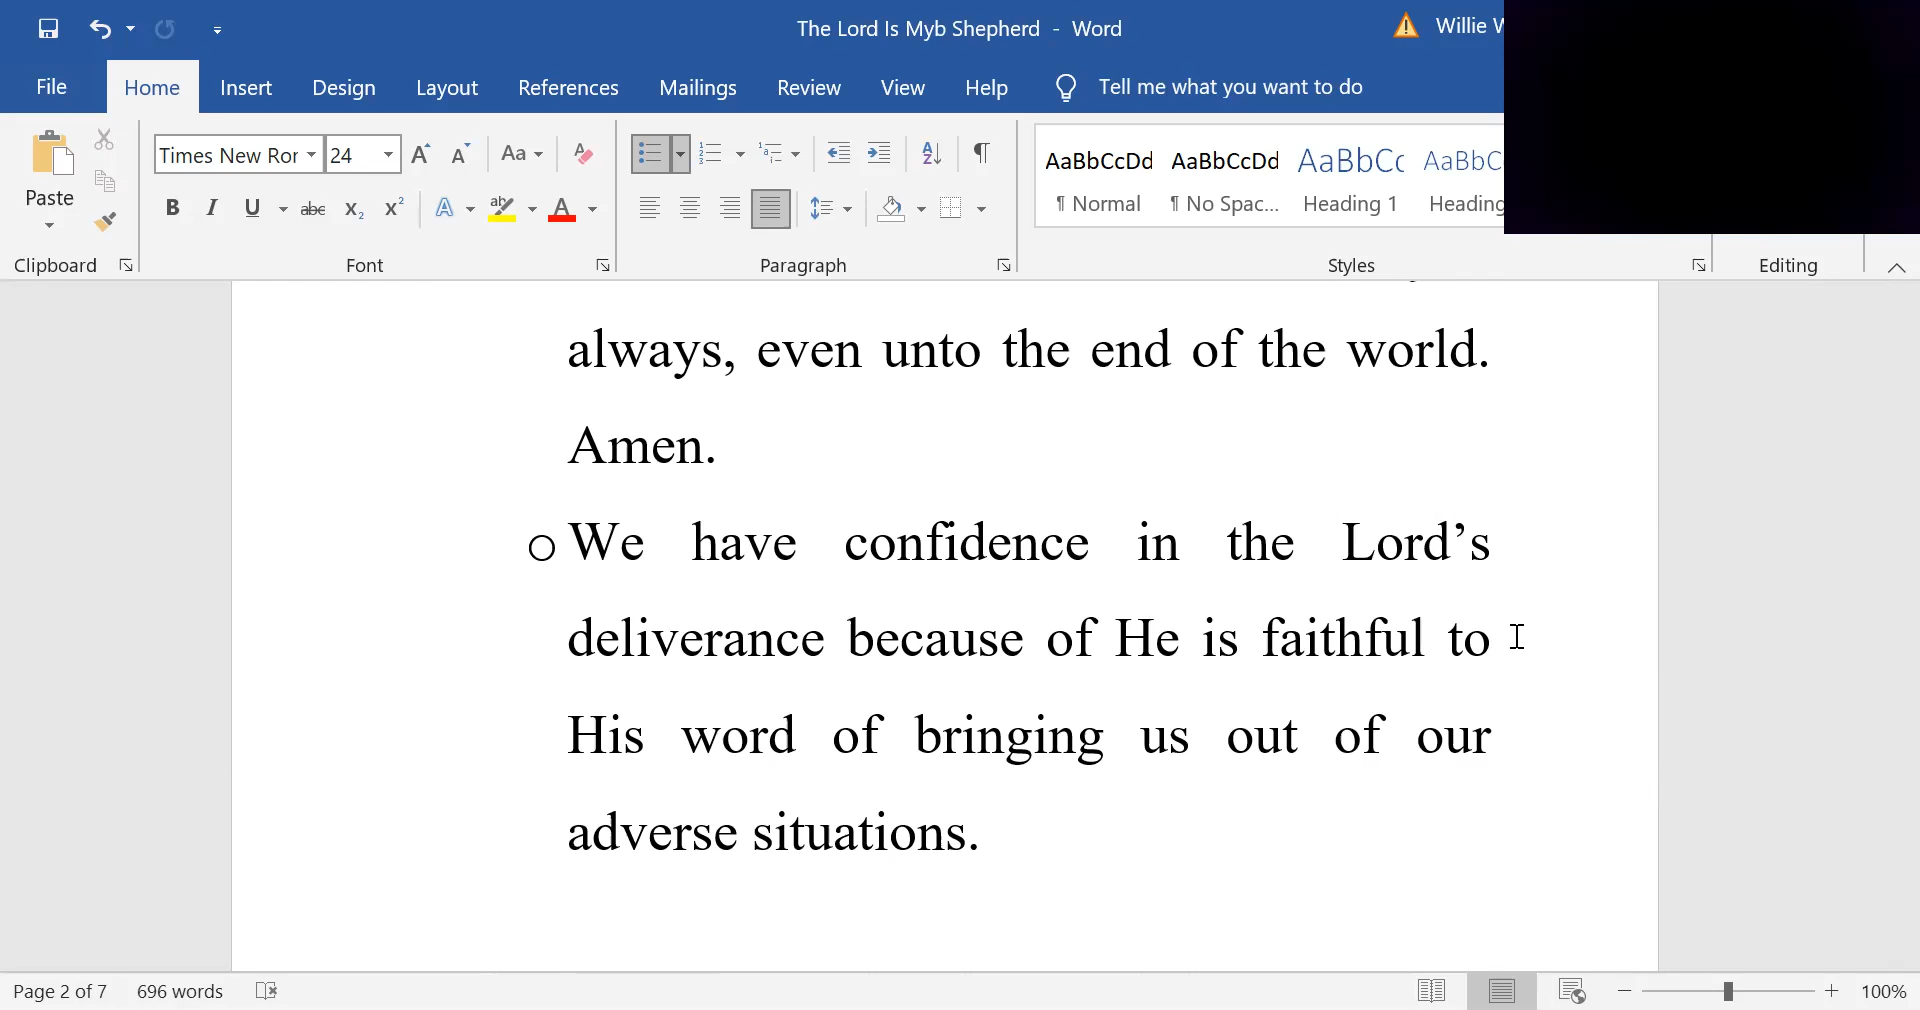 The Lord Is Myb Shepherd - Word
Willie W
File Home Insert Design Layout References Mailings Review View Help Tell me what you want to do
Paste
Times New Ror 24
Clipboard
Font
Paragraph
AaBbCcDd AaBbCcDd AaBbCc AaBbC
¶ Normal ¶ No Spac... Heading 1 Heading
Styles
Editing
always, even unto the end of the world.
Amen.
We have confidence in the Lord’s
deliverance because of He is faithful to
His word of bringing us out of our
adverse situations.
Page 2 of 7 696 words 100%